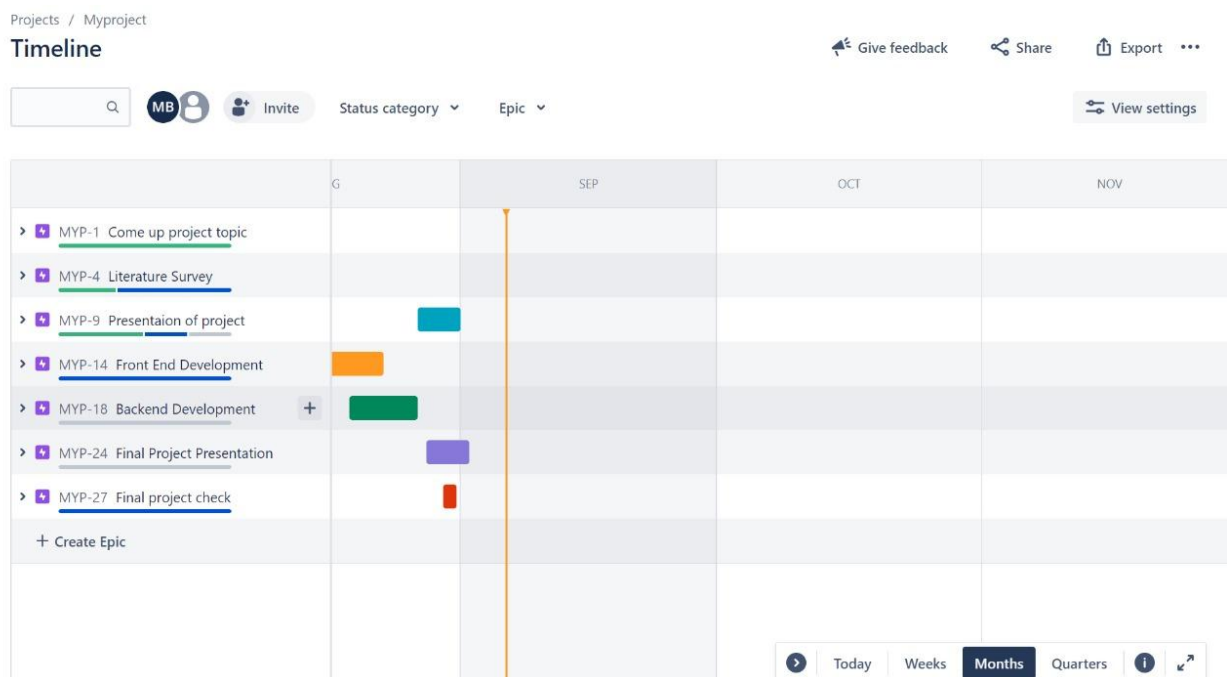 Projects / Myproject
Timeline
Give feedback Share Export
MB Invite Status category Epic View settings
G SEP OCT NOV
MYP-1 Come up project topic
MYP-4 Literature Survey
MYP-9 Presentaion of project
MYP-14 Front End Development
MYP-18 Backend Development +
MYP-24 Final Project Presentation
MYP-27 Final project check
+ Create Epic
Today Weeks Months Quarters